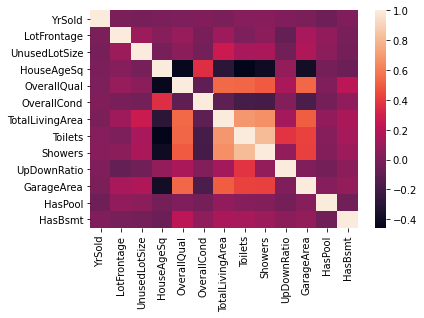 YrSold
LotFrontage
UnusedLotSize
HouseAgeSq
OverallQual
OverallCond
TotalLivingArea
Toilets
Showers
UpDownRatio
GarageArea
HasPool
HasBsmt
YrSold
LotFrontage
UnusedLotSize
HouseAgeSq
OverallQual
OverallCond
TotalLivingArea
Toilets
Showers
UpDownRatio
GarageArea
HasPool
HasBsmt
1.0
0.8
0.6
0.4
0.2
0.0
−0.2
−0.4